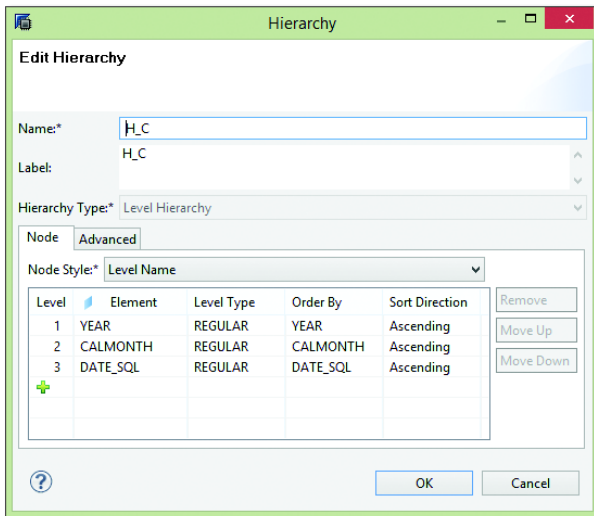 Hierarchy
Edit Hierarchy
Name:* H_C
Label: H_C
Hierarchy Type:* Level Hierarchy
Node Advanced
Node Style:* Level Name
Level Element Level Type Order By Sort Direction
1 YEAR REGULAR YEAR Ascending
2 CALMONTH REGULAR CALMONTH Ascending
3 DATE_SQL REGULAR DATE_SQL Ascending
Remove
Move Up
Move Down
OK Cancel